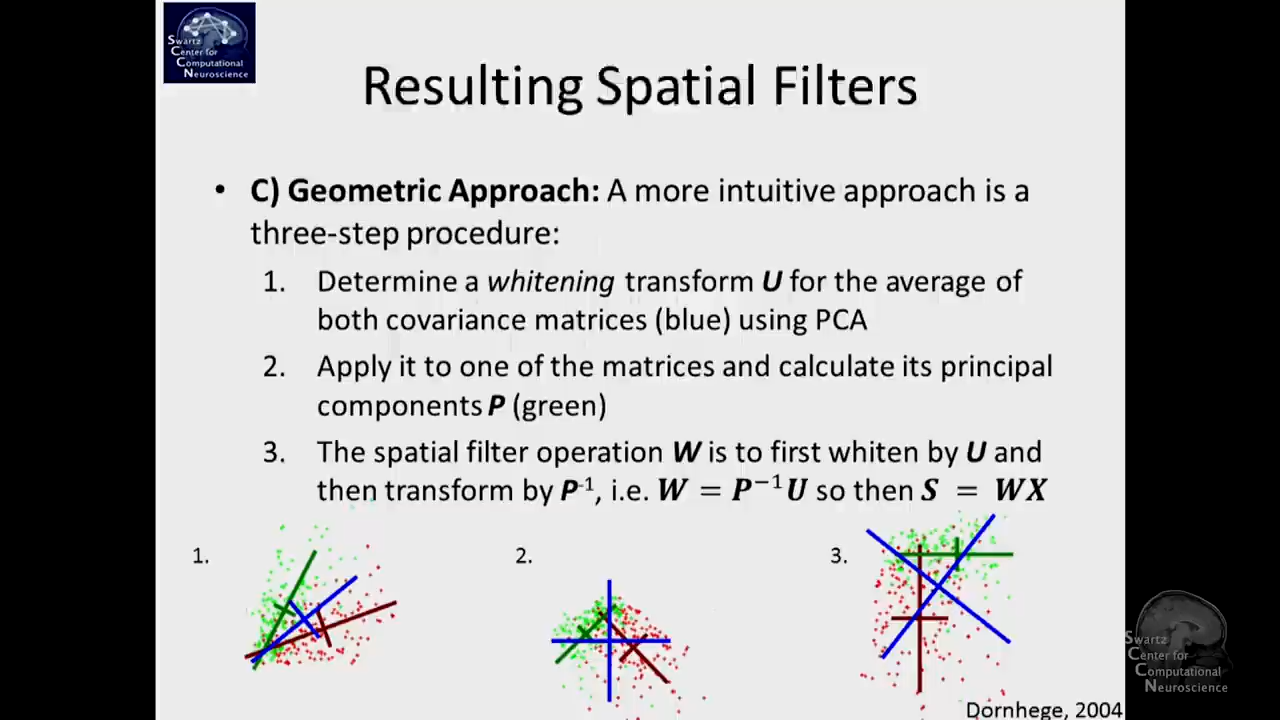 Swartz
Center for
Computational
Neuroscience
Resulting Spatial Filters
• C) Geometric Approach: A more intuitive approach is a
three-step procedure:
1. Determine a whitening transform U for the average of
both covariance matrices (blue) using PCA
2. Apply it to one of the matrices and calculate its principal
components P (green)
3. The spatial filter operation W is to first whiten by U and
then transform by P⁻¹, i.e. W = P⁻¹U so then S = WX
1. 2. 3.
Swartz
Center for
Computational
Neuroscience
Dornhege, 2004